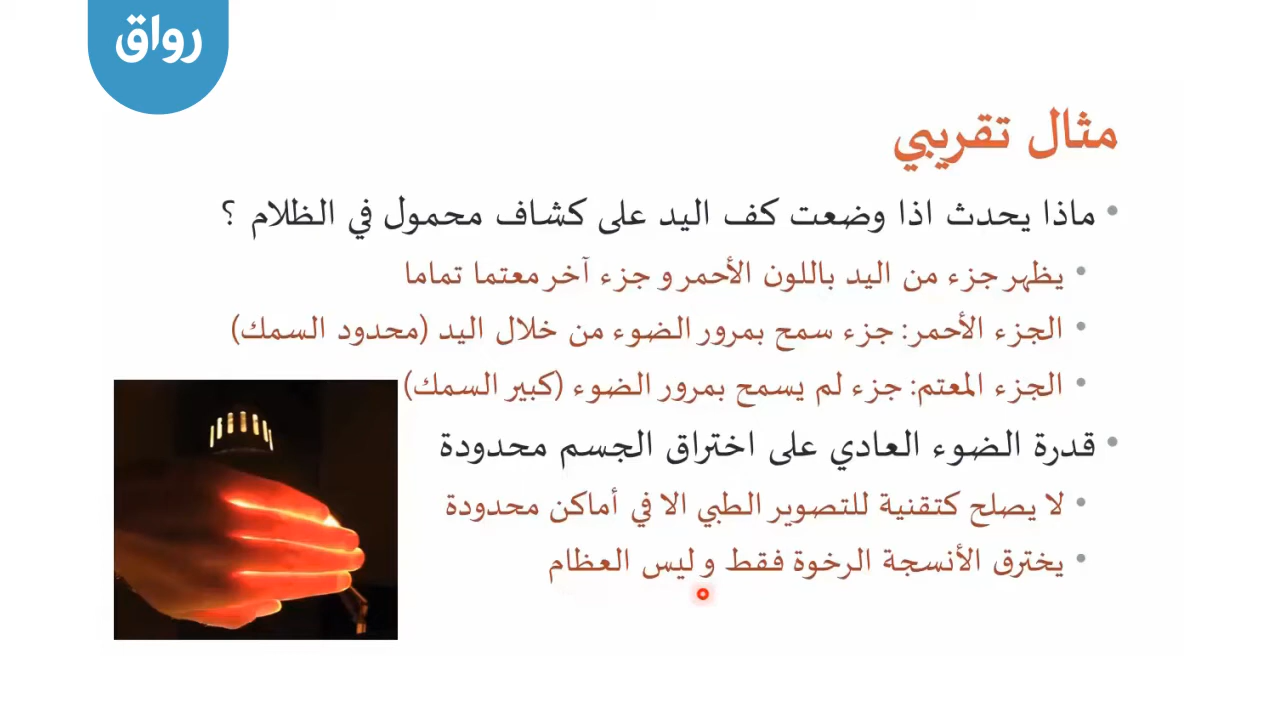 رواق
مثال تقريبي
• ماذا يحدث اذا وضعت كف اليد على كشاف محمول في الظلام ؟
• يظهر جزء من اليد باللون الأحمر و جزء آخر معتما تماما
• الجزء الأحمر: جزء سمح بمرور الضوء من خلال اليد (محدود السمك)
• الجزء المعتم: جزء لم يسمح بمرور الضوء (كبير السمك)
• قدرة الضوء العادي على اختراق الجسم محدودة
• لا يصلح كتقنية للتصوير الطبي الا في أماكن محدودة
• يخترق الأنسجة الرخوة فقط و ليس العظام